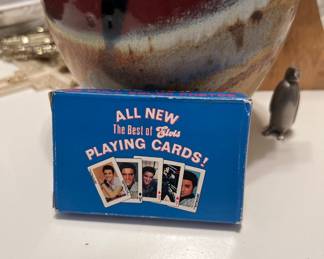 ALL NEW
The Best of Elvis
PLAYING CARDS!